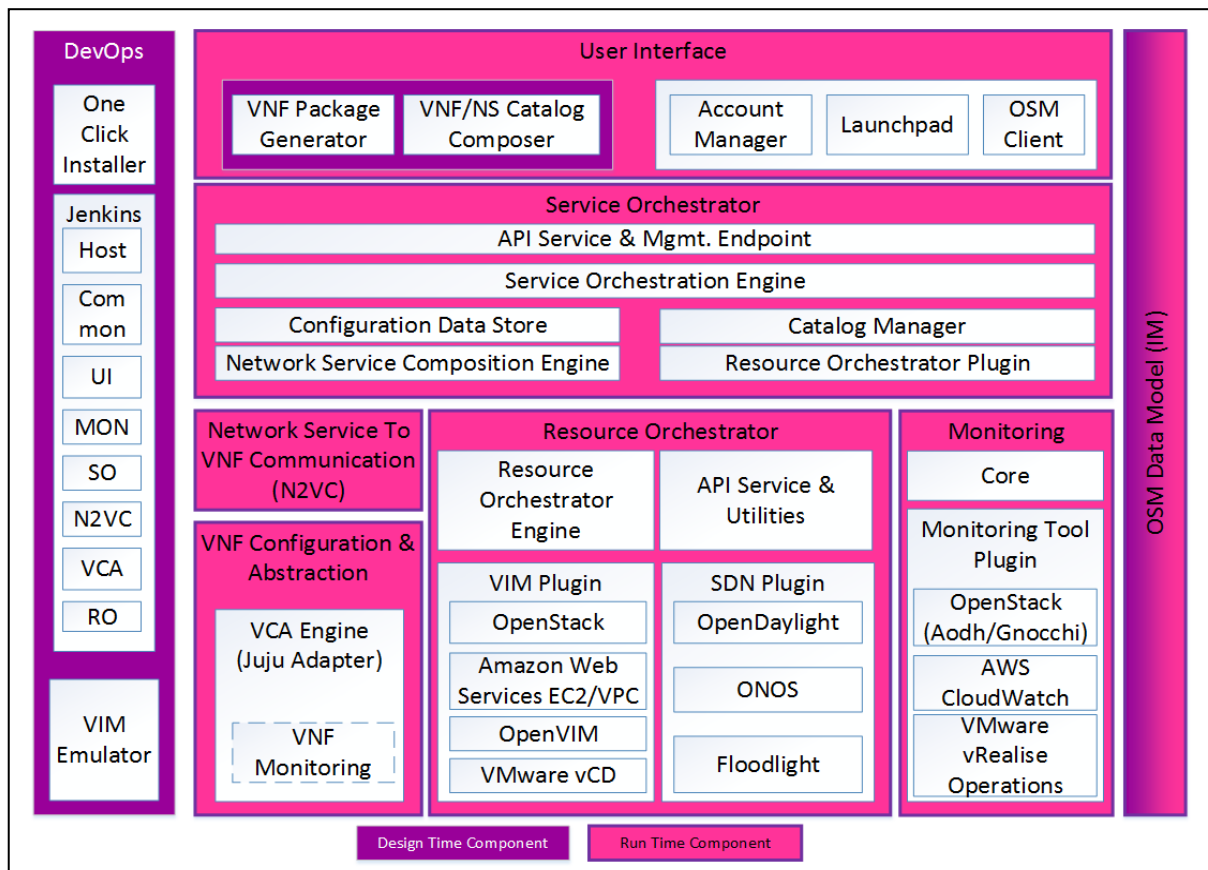 DevOps
One
Click
Installer
Jenkins
Host
Com
mon
UI
MON
SO
N2VC
VCA
RO
VIM
Emulator
User Interface
VNF Package
Generator
VNF/NS Catalog
Composer
Account
Manager
Launchpad
OSM
Client
Service Orchestrator
API Service & Mgmt. Endpoint
Service Orchestration Engine
Configuration Data Store
Catalog Manager
Network Service Composition Engine
Resource Orchestrator Plugin
Network Service To
VNF Communication
(N2VC)
VNF Configuration &
Abstraction
VCA Engine
(Juju Adapter)
VNF
Monitoring
Resource Orchestrator
Resource
Orchestrator
Engine
API Service &
Utilities
VIM Plugin
OpenStack
Amazon Web
Services EC2/VPC
OpenVIM
VMware vCD
SDN Plugin
OpenDaylight
ONOS
Floodlight
Monitoring
Core
Monitoring Tool
Plugin
OpenStack
(Aodh/Gnocchi)
AWS
CloudWatch
VMware
vRealise
Operations
OSM Data Model (IM)
Design Time Component
Run Time Component